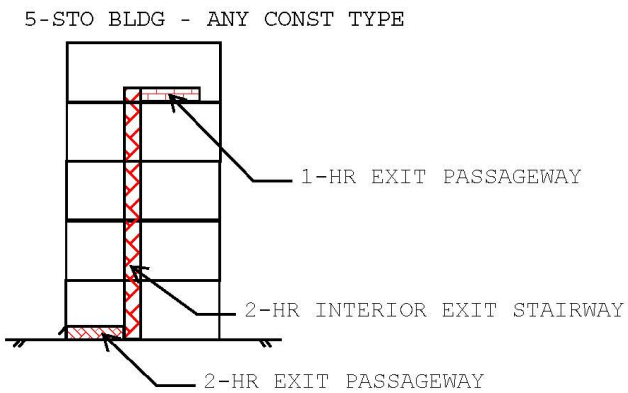 5-STO BLDG - ANY CONST TYPE
1-HR EXIT PASSAGEWAY
2-HR INTERIOR EXIT STAIRWAY
2-HR EXIT PASSAGEWAY